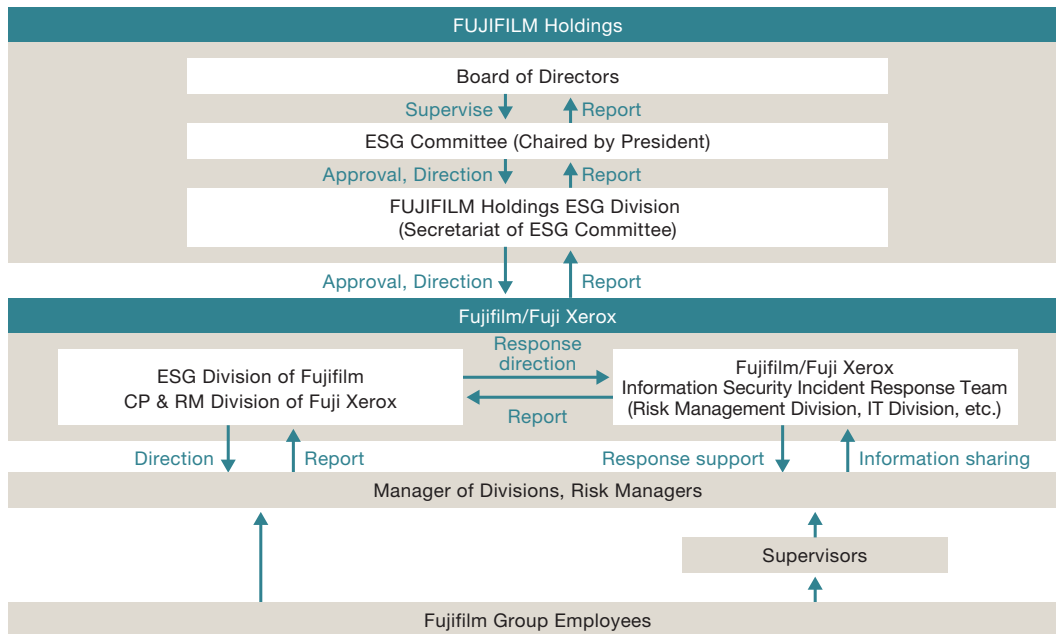 FUJIFILM Holdings
Board of Directors
Supervise
Report
ESG Committee (Chaired by President)
Approval, Direction
Report
FUJIFILM Holdings ESG Division
(Secretariat of ESG Committee)
Approval, Direction
Report
Fujifilm/Fuji Xerox
ESG Division of Fujifilm
CP & RM Division of Fuji Xerox
Response
direction
Report
Fujifilm/Fuji Xerox
Information Security Incident Response Team
(Risk Management Division, IT Division, etc.)
Direction
Report
Response support
Information sharing
Manager of Divisions, Risk Managers
Supervisors
Fujifilm Group Employees